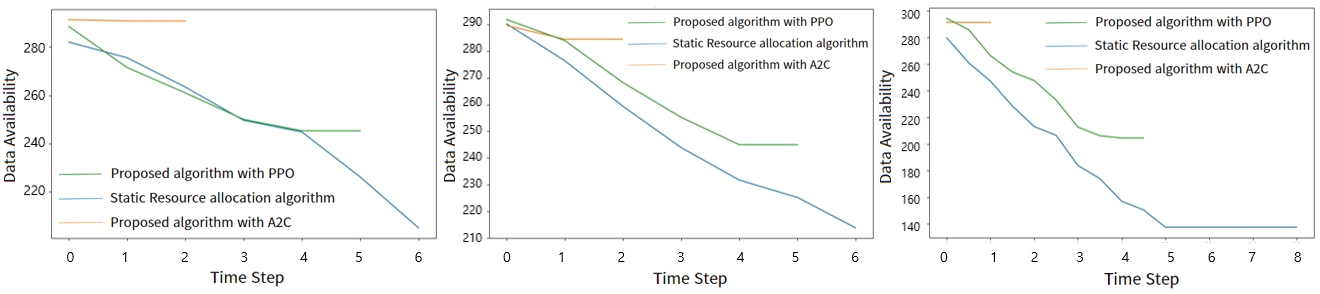 Data Availability
280
260
240
220
Proposed algorithm with PPO
Static Resource allocation algorithm
Proposed algorithm with A2C
0 1 2 3 4 5 6
Time Step
Data Availability
290
280
270
260
250
240
230
220
210
Proposed algorithm with PPO
Static Resource allocation algorithm
Proposed algorithm with A2C
0 1 2 3 4 5 6
Time Step
Data Availability
300
280
260
240
220
200
180
160
140
Proposed algorithm with PPO
Static Resource allocation algorithm
Proposed algorithm with A2C
0 1 2 3 4 5 6 7 8
Time Step